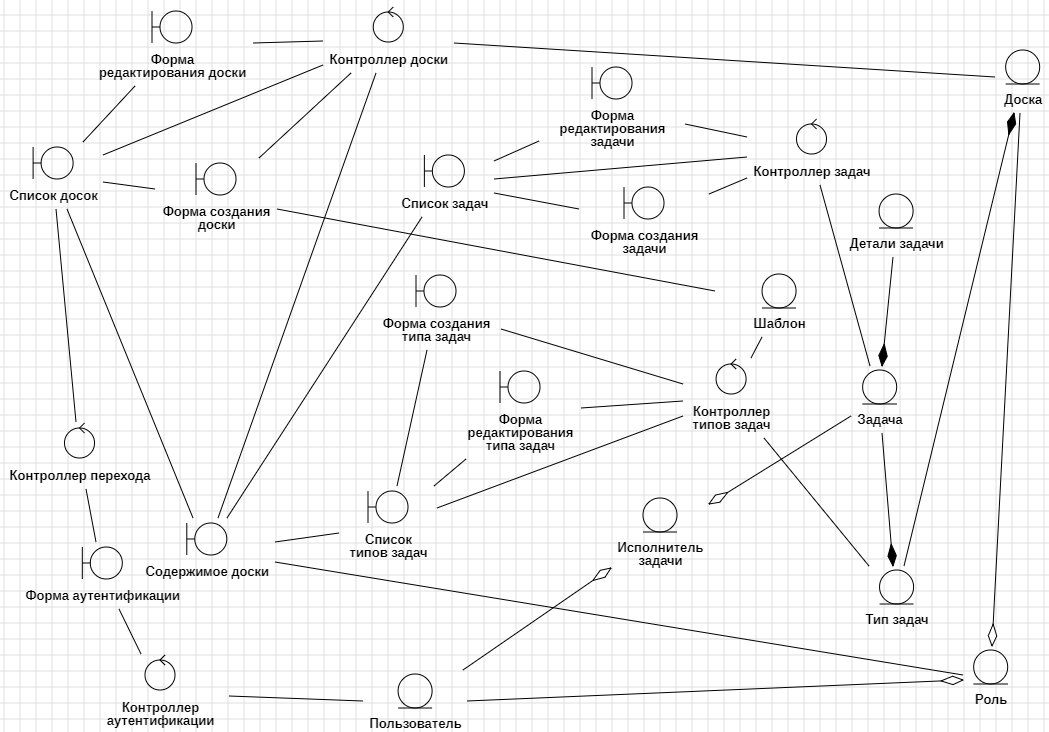 Форма
редактирования доски
Контроллер доски
Доска
Форма
редактирования
задачи
Контроллер задач
Список досок
Форма создания
доски
Список задач
Форма создания
задачи
Детали задачи
Форма создания
типа задач
Шаблон
Форма
редактирования
типа задач
Контроллер
типов задач
Задача
Контроллер перехода
Список
типов задач
Исполнитель
задачи
Содержимое доски
Форма аутентификации
Тип задач
Контроллер
аутентификации
Пользователь
Роль